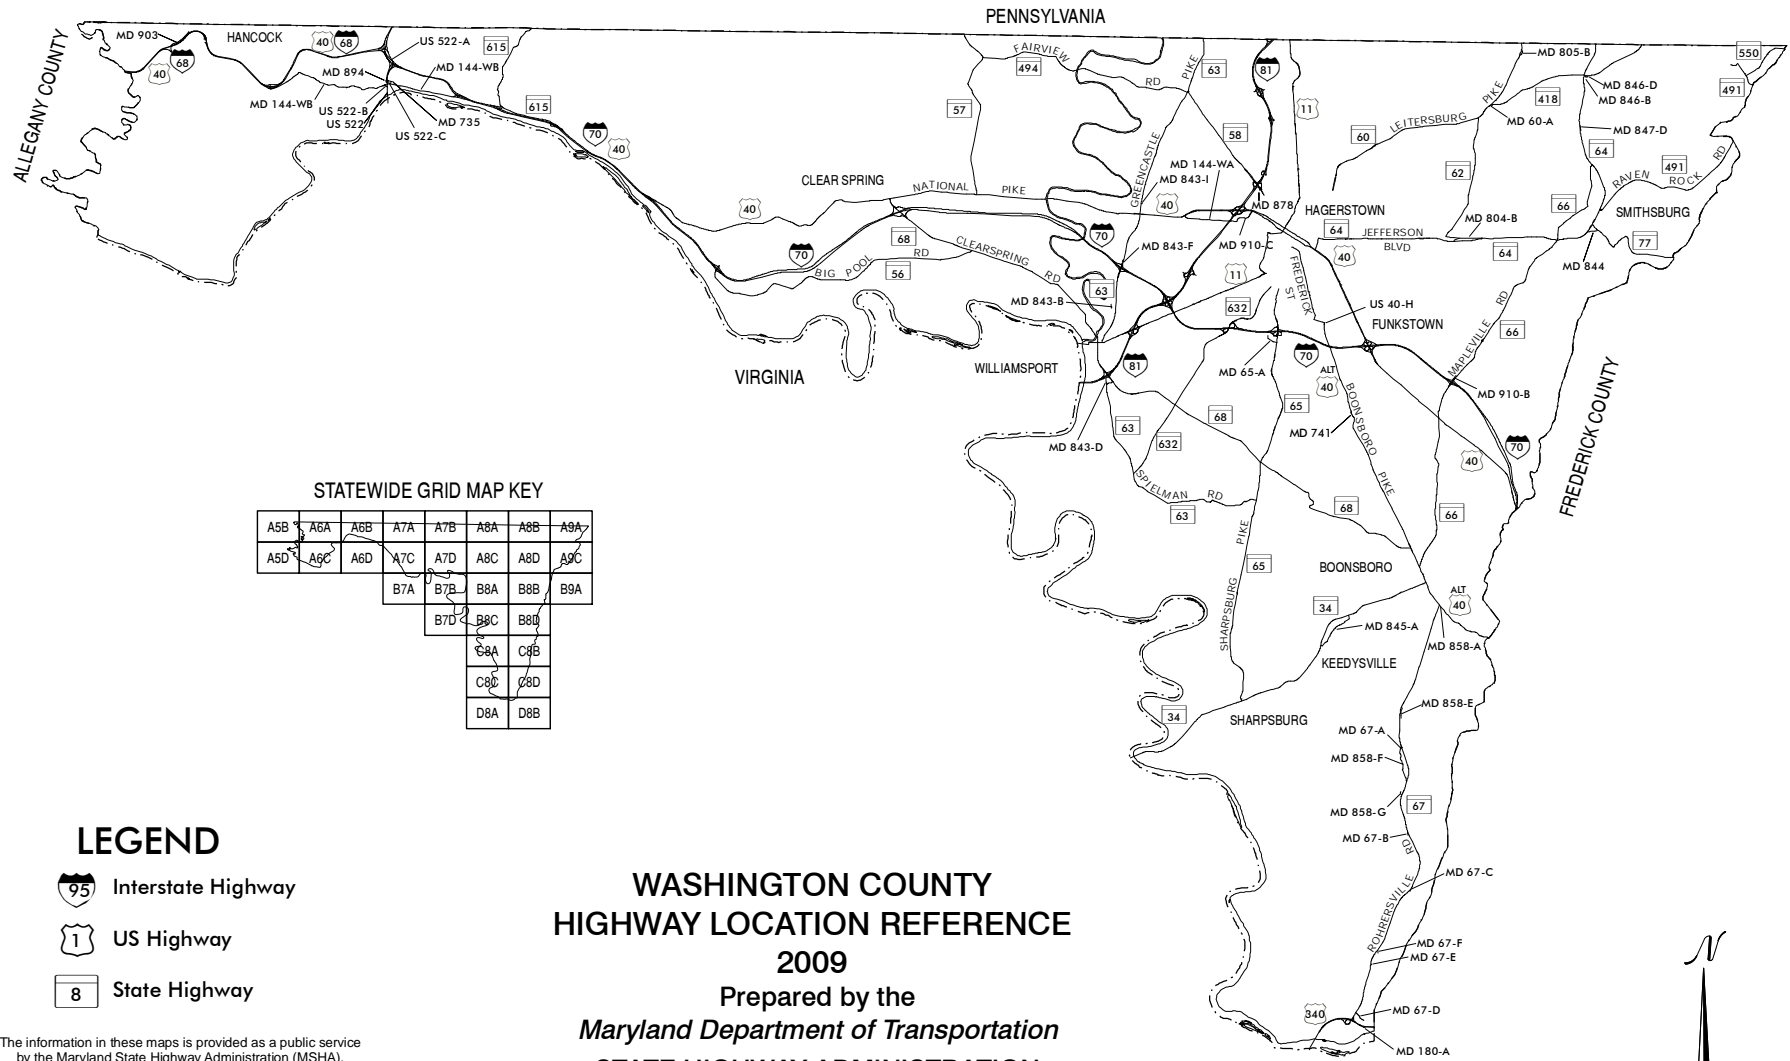 PENNSYLVANIA
ALLEGANY COUNTY
MD 903
HANCOCK
40
68
US 522-A
615
40
68
MD 894
MD 144-WB
MD 144-WB
US 522-B
US 522
US 522-C
MD 735
615
70
40
FAIRVIEW
494
RD
PIKE
63
57
58
GREENCASTLE
MD 144-WA
MD 843-I
81
11
MD 805-B
550
MD 846-D
MD 846-B
491
PIKE
418
LEITERSBURG
MD 60-A
60
MD 847-D
64
62
491
RD
RAVEN
ROCK
CLEAR SPRING
NATIONAL
PIKE
40
40
MD 878
HAGERSTOWN
66
SMITHSBURG
MD 804-B
64
JEFFERSON
BLVD
64
77
MD 844
70
68
CLEARSPRING
RD
BIG POOL
RD
56
70
MD 843-F
MD 910-C
40
11
FREDERICK
ST
63
MD 843-B
632
US 40-H
FUNKSTOWN
MAPLEVILLE
RD
66
WILLIAMSPORT
VIRGINIA
81
MD 65-A
70
ALT
40
MD 910-B
FREDERICK COUNTY
65
68
BOONSBORO
PIKE
MD 741
63
632
MD 843-D
70
40
SPIELMAN
RD
63
68
66
PIKE
65
SHARPSBURG
BOONSBORO
34
ALT
40
MD 845-A
MD 858-A
KEEDYSVILLE
34
SHARPSBURG
MD 858-E
MD 67-A
MD 858-F
67
MD 858-G
MD 67-B
RD
MD 67-C
ROHRERSVILLE
MD 67-F
MD 67-E
340
MD 67-D
MD 180-A
STATEWIDE GRID MAP KEY
A5B A6A A6B A7A A7B A8A A8B A9A
A5D A6C A6D A7C A7D A8C A8D A9C
B7A B7B B8A B8B B9A
B7D B8C B8D
C8A C8B
C8C C8D
D8A D8B
LEGEND
95 Interstate Highway
1 US Highway
8 State Highway
The information in these maps is provided as a public service
by the Maryland State Highway Administration (MSHA).
WASHINGTON COUNTY
HIGHWAY LOCATION REFERENCE
2009
Prepared by the
Maryland Department of Transportation
STATE HIGHWAY ADMINISTRATION
N